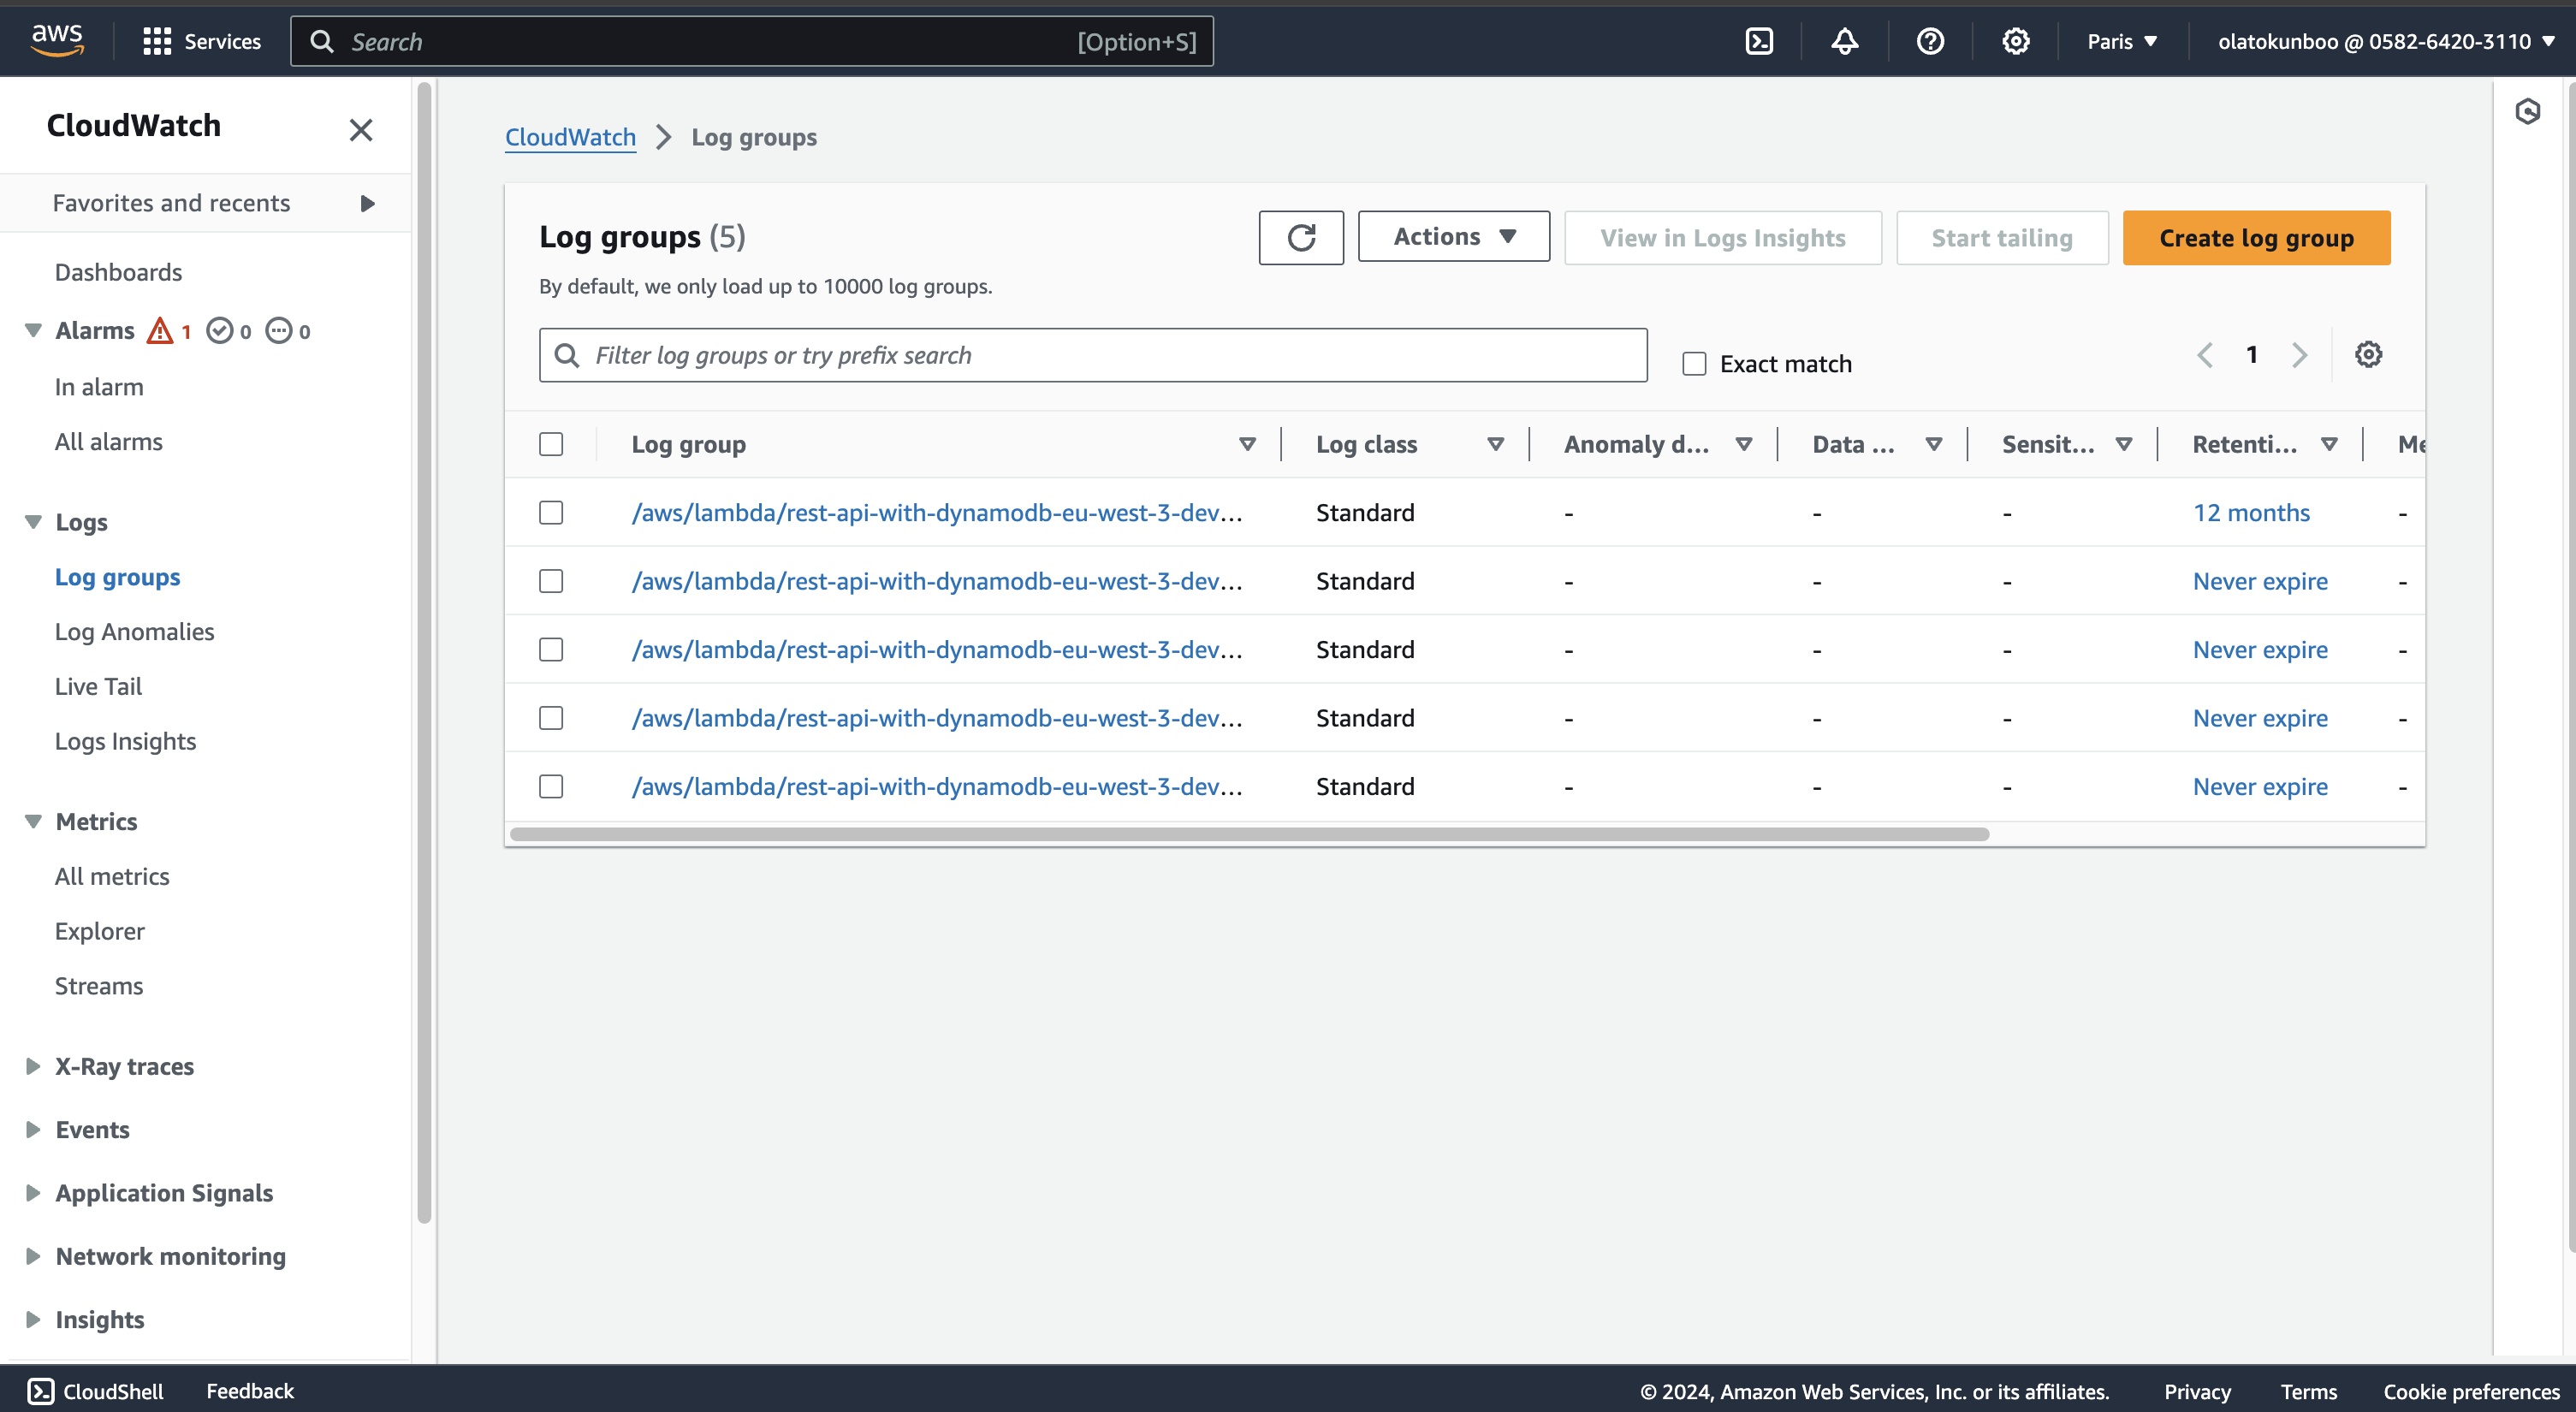 aws
Services
Search [Option+S]
Paris
olatokunboo @ 0582-6420-3110
CloudWatch
Favorites and recents
Dashboards
Alarms 1 0 0
In alarm
All alarms
Logs
Log groups
Log Anomalies
Live Tail
Logs Insights
Metrics
All metrics
Explorer
Streams
X-Ray traces
Events
Application Signals
Network monitoring
Insights
CloudWatch Log groups
Log groups (5)
By default, we only load up to 10000 log groups.
Actions
View in Logs Insights
Start tailing
Create log group
Filter log groups or try prefix search
Exact match
1
Log group Log class Anomaly d... Data ... Sensit... Retenti... Me
/aws/lambda/rest-api-with-dynamodb-eu-west-3-dev... Standard - - - 12 months -
/aws/lambda/rest-api-with-dynamodb-eu-west-3-dev... Standard - - - Never expire -
/aws/lambda/rest-api-with-dynamodb-eu-west-3-dev... Standard - - - Never expire -
/aws/lambda/rest-api-with-dynamodb-eu-west-3-dev... Standard - - - Never expire -
/aws/lambda/rest-api-with-dynamodb-eu-west-3-dev... Standard - - - Never expire -
CloudShell Feedback
© 2024, Amazon Web Services, Inc. or its affiliates. Privacy Terms Cookie preferences